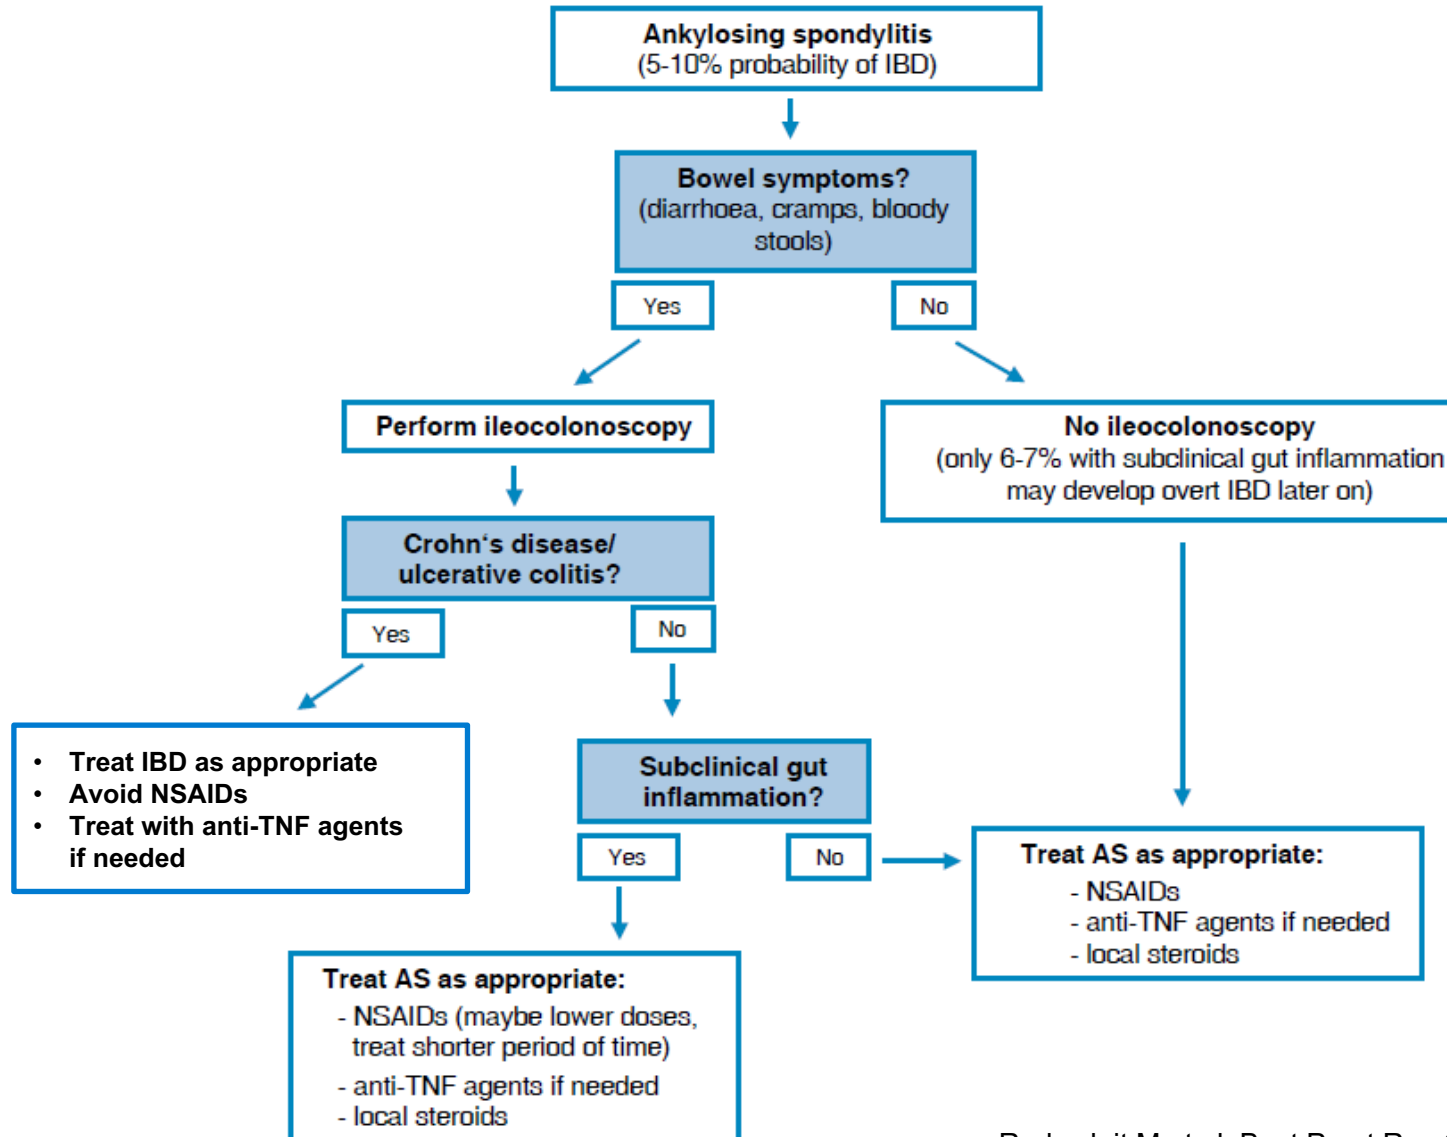 Ankylosing spondylitis
(5-10% probability of IBD)
Bowel symptoms?
(diarrhoea, cramps, bloody
stools)
Yes
No
Perform ileocolonoscopy
No ileocolonoscopy
(only 6-7% with subclinical gut inflammation
may develop overt IBD later on)
Crohn‘s disease/
ulcerative colitis?
Yes
No
• Treat IBD as appropriate
• Avoid NSAIDs
• Treat with anti-TNF agents
if needed
Subclinical gut
inflammation?
Yes
No
Treat AS as appropriate:
- NSAIDs
- anti-TNF agents if needed
- local steroids
Treat AS as appropriate:
- NSAIDs (maybe lower doses,
treat shorter period of time)
- anti-TNF agents if needed
- local steroids